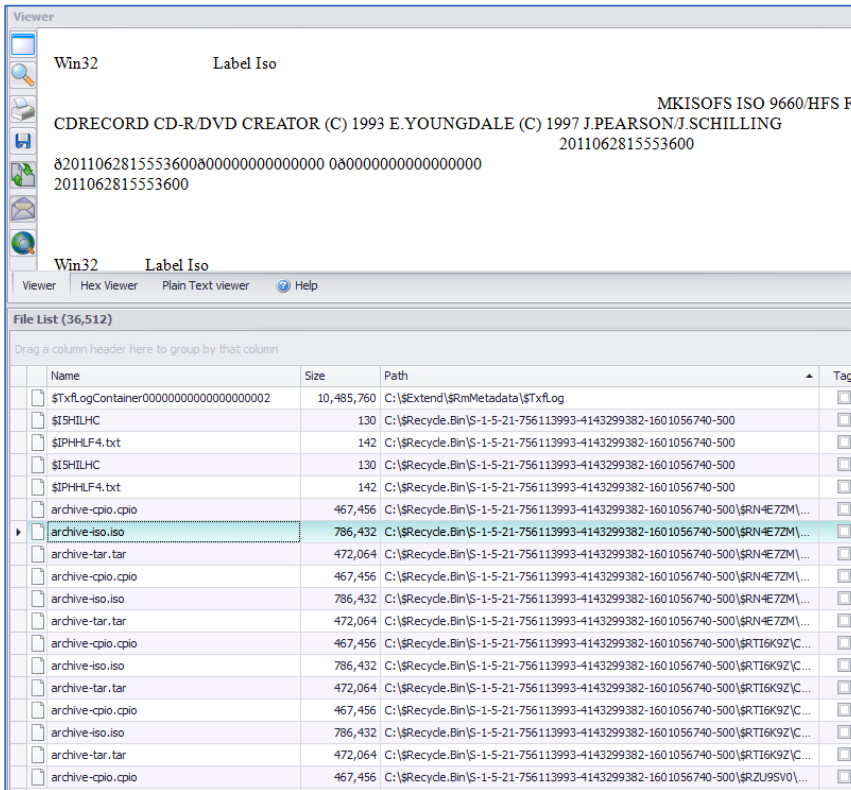 Viewer
Win32 Label Iso
MKISOFS ISO 9660/HFS F
CDRECORD CD-R/DVD CREATOR (C) 1993 E.YOUNGDALE (C) 1997 J.PEARSON/J.SCHILLING
2011062815553600
ð2011062815553600ð00000000000000 0ð0000000000000000
2011062815553600
Win32 Label Iso
Viewer Hex Viewer Plain Text viewer Help
File List (36,512)
Drag a column header here to group by that column
Name Size Path Tag
$TxfLogContainer00000000000000000002 10,485,760 C:\$Extend\$RmMetadata\$TxfLog
$I5HILHC 130 C:\$Recycle.Bin\S-1-5-21-756113993-4143299382-1601056740-500
$IPHHLF4.txt 142 C:\$Recycle.Bin\S-1-5-21-756113993-4143299382-1601056740-500
$I5HILHC 130 C:\$Recycle.Bin\S-1-5-21-756113993-4143299382-1601056740-500
$IPHHLF4.txt 142 C:\$Recycle.Bin\S-1-5-21-756113993-4143299382-1601056740-500
archive-cpio.cpio 467,456 C:\$Recycle.Bin\S-1-5-21-756113993-4143299382-1601056740-500\$RN4E7ZM\...
archive-iso.iso 786,432 C:\$Recycle.Bin\S-1-5-21-756113993-4143299382-1601056740-500\$RN4E7ZM\...
archive-tar.tar 472,064 C:\$Recycle.Bin\S-1-5-21-756113993-4143299382-1601056740-500\$RN4E7ZM\...
archive-cpio.cpio 467,456 C:\$Recycle.Bin\S-1-5-21-756113993-4143299382-1601056740-500\$RN4E7ZM\...
archive-iso.iso 786,432 C:\$Recycle.Bin\S-1-5-21-756113993-4143299382-1601056740-500\$RN4E7ZM\...
archive-tar.tar 472,064 C:\$Recycle.Bin\S-1-5-21-756113993-4143299382-1601056740-500\$RN4E7ZM\...
archive-cpio.cpio 467,456 C:\$Recycle.Bin\S-1-5-21-756113993-4143299382-1601056740-500\$RTI6K9Z\C...
archive-iso.iso 786,432 C:\$Recycle.Bin\S-1-5-21-756113993-4143299382-1601056740-500\$RTI6K9Z\C...
archive-tar.tar 472,064 C:\$Recycle.Bin\S-1-5-21-756113993-4143299382-1601056740-500\$RTI6K9Z\C...
archive-cpio.cpio 467,456 C:\$Recycle.Bin\S-1-5-21-756113993-4143299382-1601056740-500\$RTI6K9Z\C...
archive-iso.iso 786,432 C:\$Recycle.Bin\S-1-5-21-756113993-4143299382-1601056740-500\$RTI6K9Z\C...
archive-tar.tar 472,064 C:\$Recycle.Bin\S-1-5-21-756113993-4143299382-1601056740-500\$RTI6K9Z\C...
archive-cpio.cpio 467,456 C:\$Recycle.Bin\S-1-5-21-756113993-4143299382-1601056740-500\$RZU9SV0\...